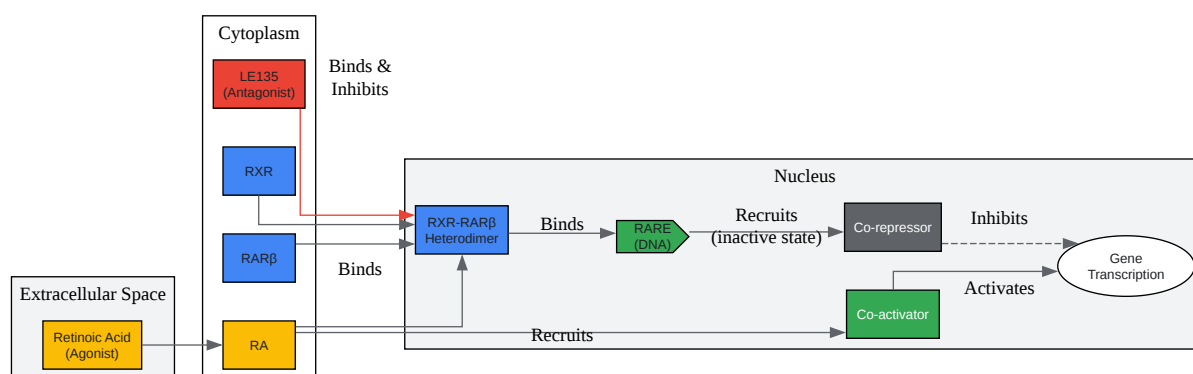 Cytoplasm
LE135
(Antagonist)
Binds &
Inhibits
RXR
Nucleus
RXR-RARβ
Heterodimer
Binds
RARE
(DNA)
Recruits
(inactive state)
Co-repressor
Inhibits
RARβ
Binds
Gene
Transcription
Extracellular Space
Activates
Co-activator
Retinoic Acid
(Agonist)
RA
Recruits